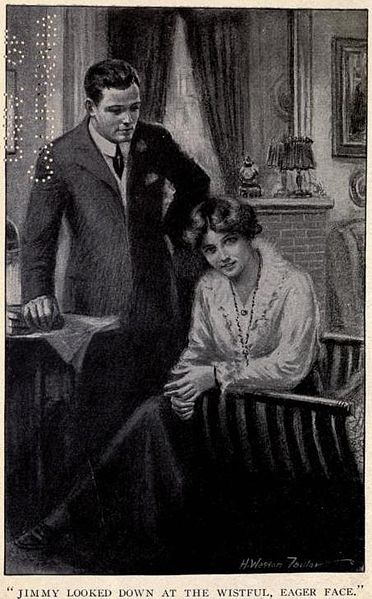 H. Weston Taylor
"JIMMY LOOKED DOWN AT THE WISTFUL, EAGER FACE."